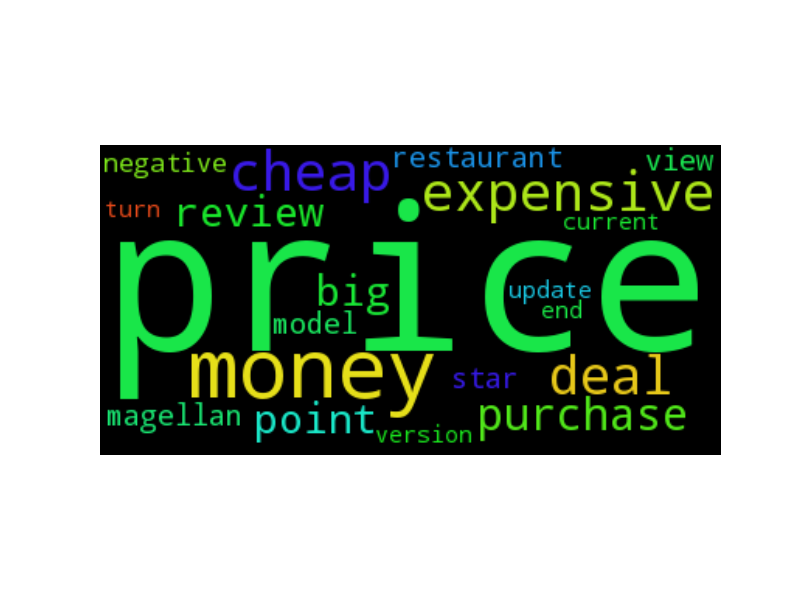 negative
cheap
restaurant
view
expensive
turn
review
current
price
big
update
end
model
money
star
deal
magellan
point
purchase
version